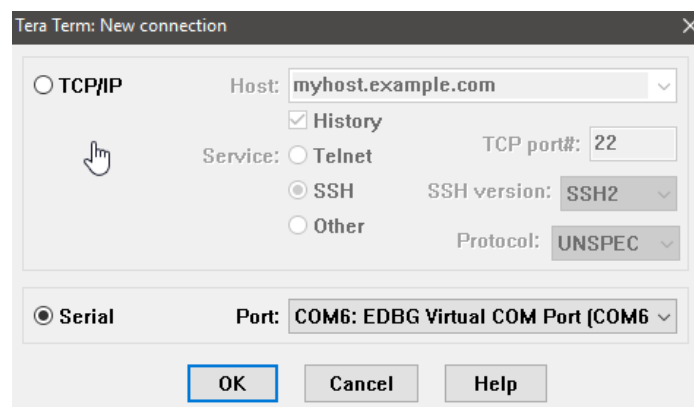 Tera Term: New connection
TCP/IP
Host: myhost.example.com
History
Service: Telnet
TCP port#: 22
SSH
SSH version: SSH2
Other
Protocol: UNSPEC
Serial
Port: COM6: EDBG Virtual COM Port (COM6
OK
Cancel
Help